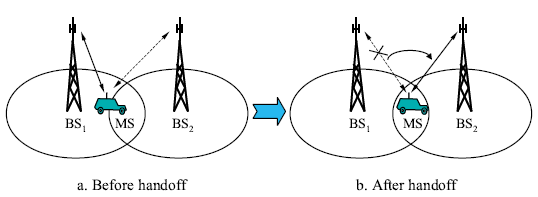 BS1 MS BS2
BS1 MS BS2
a. Before handoff
b. After handoff